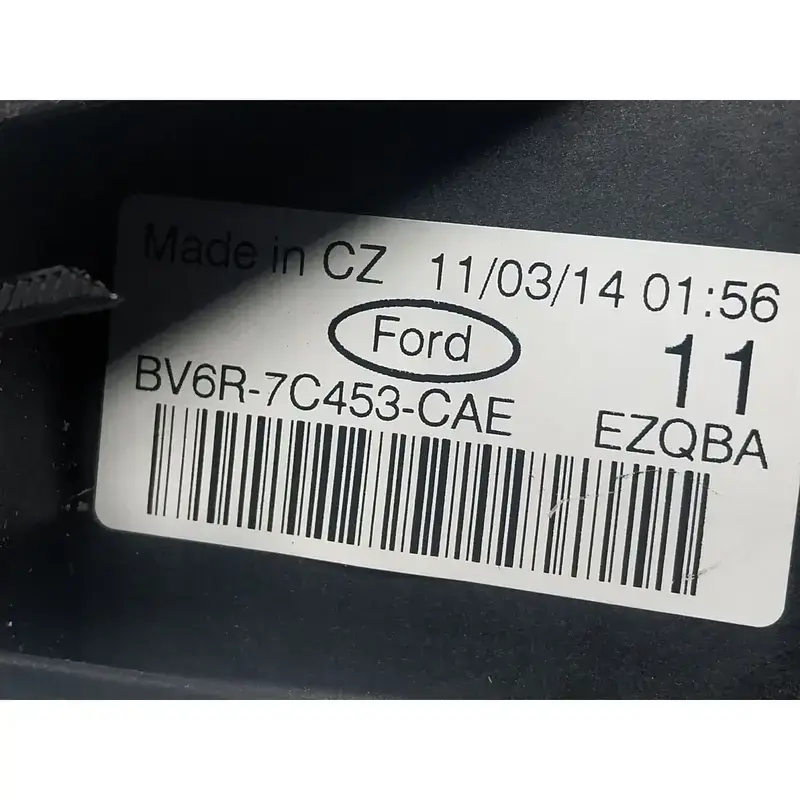 Made in CZ 11/03/14 01:56
Ford 11
BV6R-7C453-CAE EZQBA